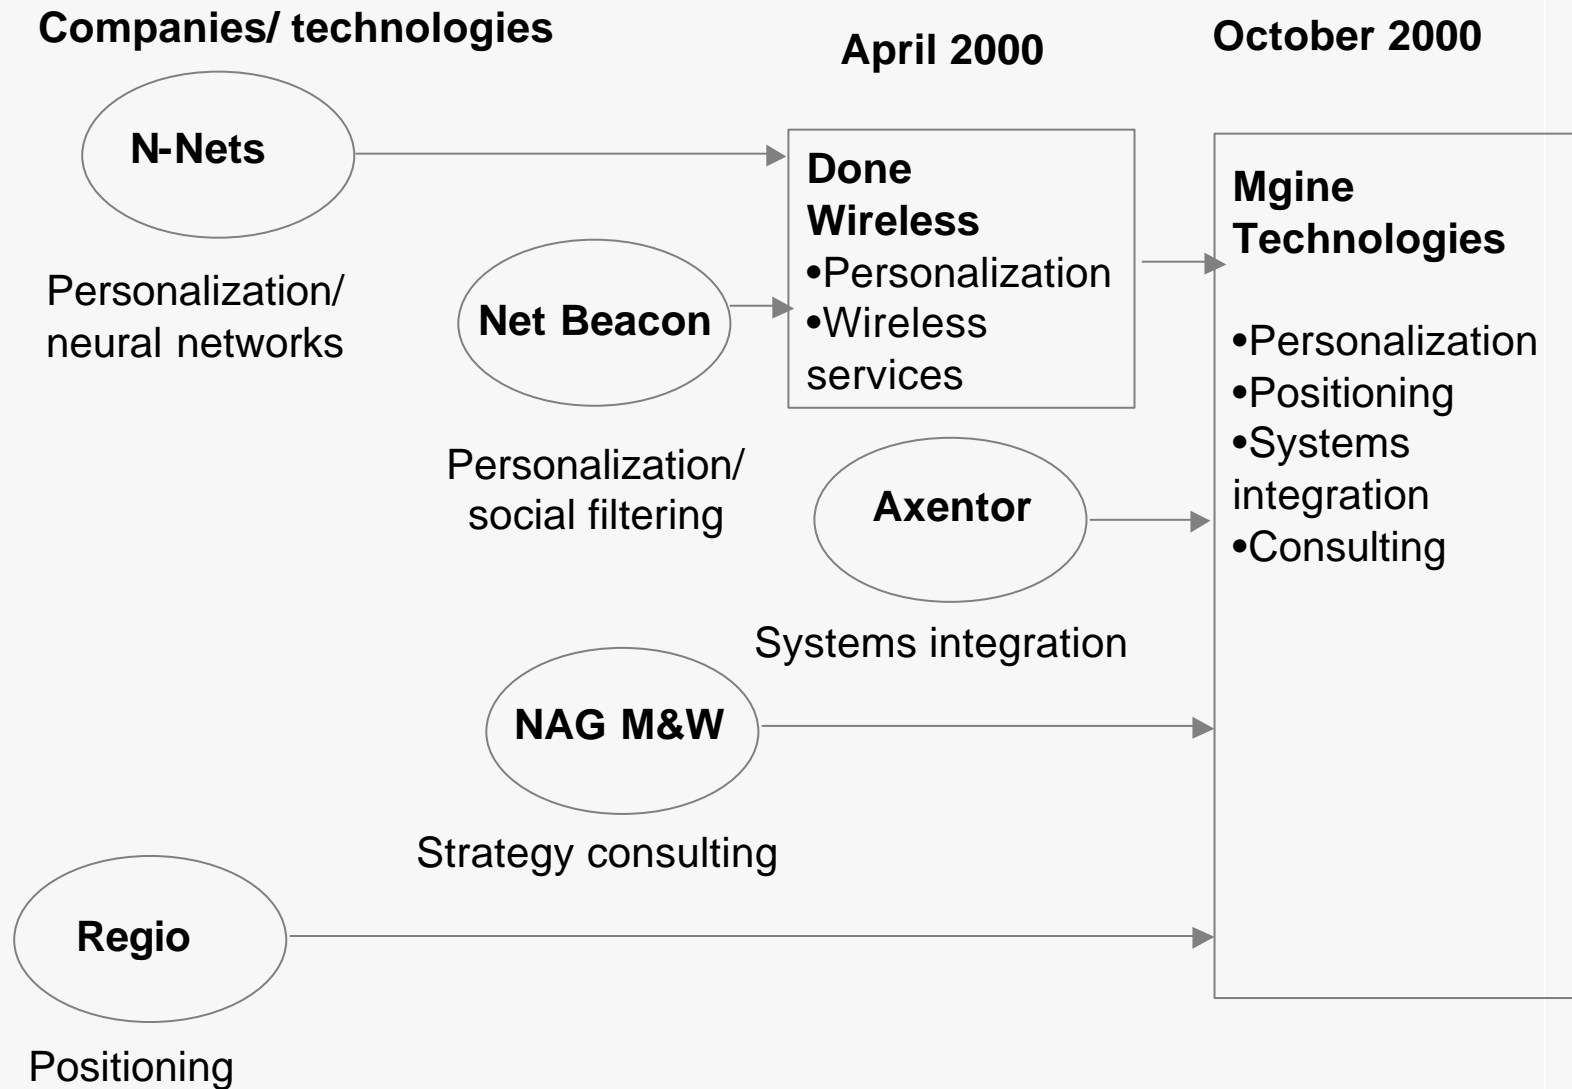 Companies/ technologies
April 2000
October 2000
N-Nets
Personalization/
neural networks
Net Beacon
Personalization/
social filtering
Done
Wireless
•Personalization
•Wireless
services
Axentor
Systems integration
NAG M&W
Strategy consulting
Regio
Positioning
Mgine
Technologies
•Personalization
•Positioning
•Systems
integration
•Consulting